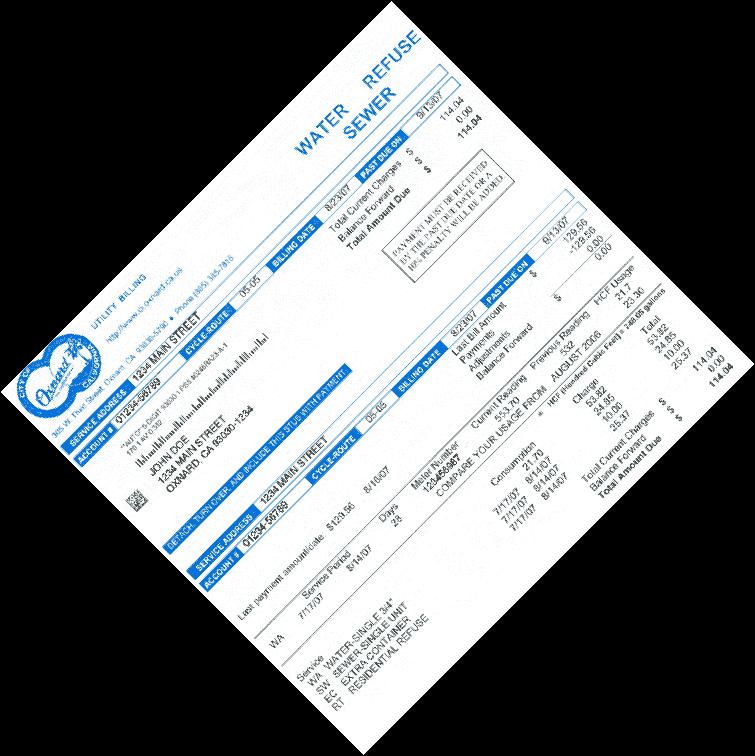 WATER REFUSE
SEWER
CITY OF
Oxnard
CALIFORNIA
UTILITY BILLING
305 W. Third Street, Oxnard, CA 93030-5790 • Phone (805) 385-7816
SERVICE ADDRESS 1234 MAIN STREET
ACCOUNT # 01234-56789 CYCLE-ROUTE 05-05 BILLING DATE 8/23/07 PAST DUE ON 9/13/07
Total Current Charges $ 114.04
Balance Forward $ 0.00
Total Amount Due $ 114.04
JOHN DOE
1234 MAIN STREET
OXNARD, CA 93030-1234
PAYMENT MUST BE RECEIVED
BY THE PAST DUE DATE OR A
10% PENALTY WILL BE ADDED.
DETACH, TURN OVER, AND INCLUDE THIS STUB WITH PAYMENT
SERVICE ADDRESS 1234 MAIN STREET
ACCOUNT # 01234-56789 CYCLE-ROUTE 05-05 BILLING DATE 8/23/07 PAST DUE ON 9/13/07
Last Bill Amount $ 129.56
Payments -129.56
Adjustments 0.00
Balance Forward $ 0.00
Last payment amount/date $129.56 8/10/07
Service Period Days Meter Number Current Reading Previous Reading HCF Usage
WA 7/17/07 8/14/07 28 123456987 553.70 532 21.7
COMPARE YOUR USAGE FROM AUGUST 2006 23.30
= HCF (Hundred Cubic Feet) = 748.05 gallons
Service Consumption Charge Total
WA WATER-SINGLE 3/4" 21.70 53.82 53.82
SW SEWER-SINGLE UNIT 7/17/07 8/14/07 24.85 24.85
EC EXTRA CONTAINER 7/17/07 8/14/07 10.00 10.00
RT RESIDENTIAL REFUSE 7/17/07 8/14/07 25.37 25.37
Total Current Charges $ 114.04
Balance Forward $ 0.00
Total Amount Due $ 114.04